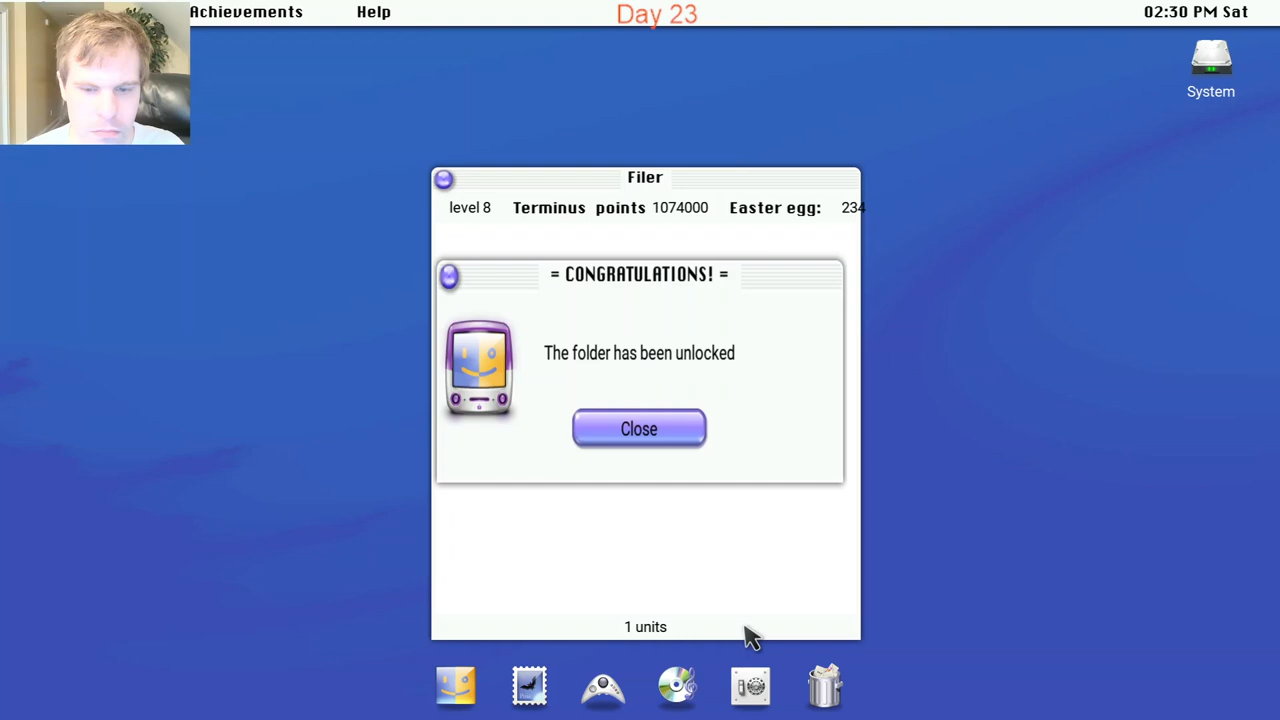 Achievements Help Day 23 02:30 PM Sat
System
Filer
level 8 Terminus points 1074000 Easter egg: 234
= CONGRATULATIONS! =
The folder has been unlocked
Close
1 units